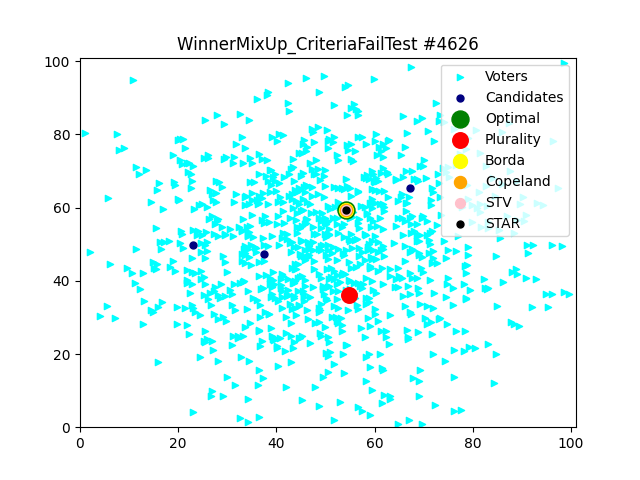 WinnerMixUp_CriteriaFailTest #4626
100
80
60
40
20
0
0
20
40
60
80
100
Voters
Candidates
Optimal
Plurality
Borda
Copeland
STV
STAR